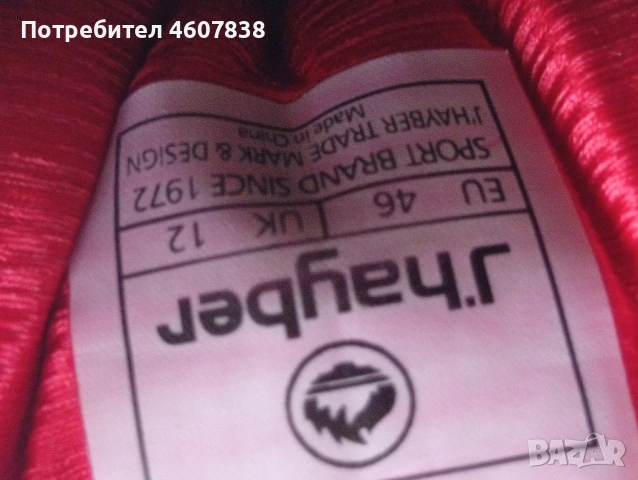 Потребител 4607838
J'hayber
EU 46 UK 12
SPORT BRAND SINCE 1972
J'HAYBER TRADE MARK & DESIGN
Made in China
BAZAR